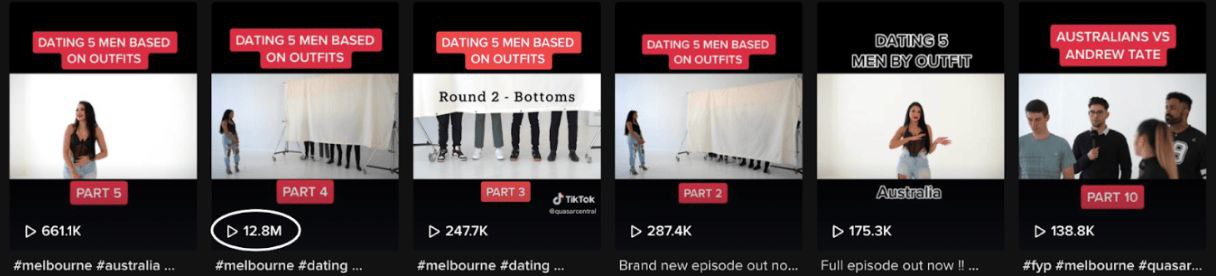 DATING 5 MEN BASED
ON OUTFITS
PART 5
661.1K
#melbourne #australia ...
DATING 5 MEN BASED
ON OUTFITS
PART 4
12.8M
#melbourne #dating ...
DATING 5 MEN BASED
ON OUTFITS
Round 2 - Bottoms
PART 3
TikTok
@quasarcentral
247.7K
#melbourne #dating ...
DATING 5 MEN BASED
ON OUTFITS
PART 2
287.4K
Brand new episode out no...
DATING 5
MEN BY OUTFIT
Australia
175.3K
Full episode out now !! ...
AUSTRALIANS VS
ANDREW TATE
PART 10
138.8K
#fyp #melbourne #quasar...